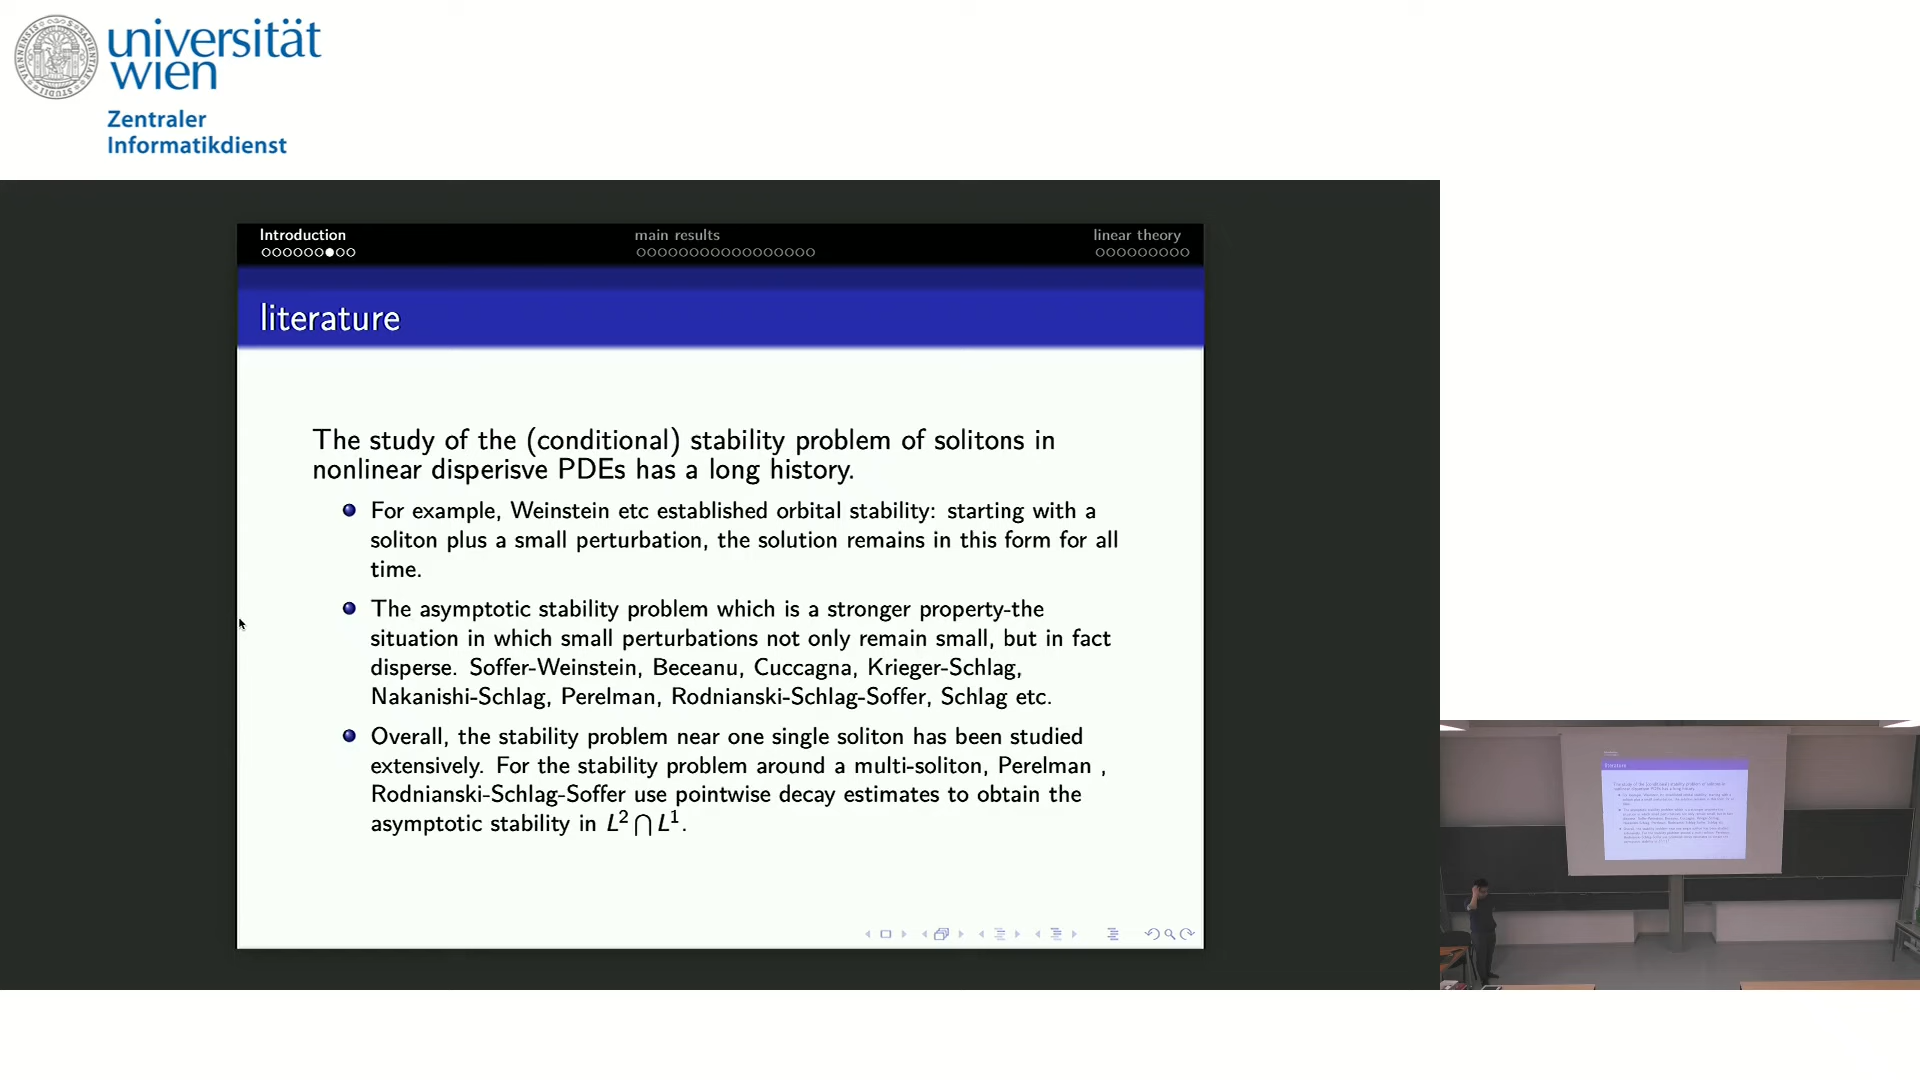 universität
wien
Zentraler
Informatikdienst
Introduction
main results
linear theory
literature
The study of the (conditional) stability problem of solitons in
nonlinear disperisve PDEs has a long history.
For example, Weinstein etc established orbital stability: starting with a
soliton plus a small perturbation, the solution remains in this form for all
time.
The asymptotic stability problem which is a stronger property-the
situation in which small perturbations not only remain small, but in fact
disperse. Soffer-Weinstein, Beceanu, Cuccagna, Krieger-Schlag,
Nakanishi-Schlag, Perelman, Rodnianski-Schlag-Soffer, Schlag etc.
Overall, the stability problem near one single soliton has been studied
extensively. For the stability problem around a multi-soliton, Perelman ,
Rodnianski-Schlag-Soffer use pointwise decay estimates to obtain the
asymptotic stability in L² ⋂ L¹.
literature